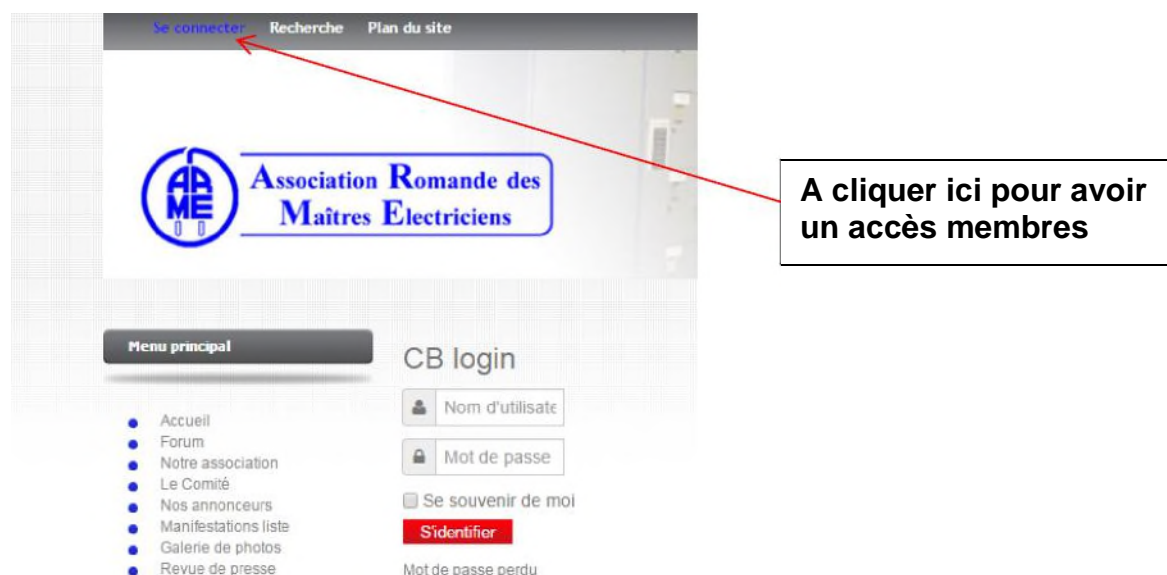 Se connecter Recherche Plan du site
ARME
Association Romande des
Maîtres Electriciens
A cliquer ici pour avoir
un accès membres
Menu principal
Accueil
Forum
Notre association
Le Comité
Nos annonceurs
Manifestations liste
Galerie de photos
Revue de presse
CB login
Nom d'utilisate
Mot de passe
Se souvenir de moi
S'identifier
Mot de passe perdu